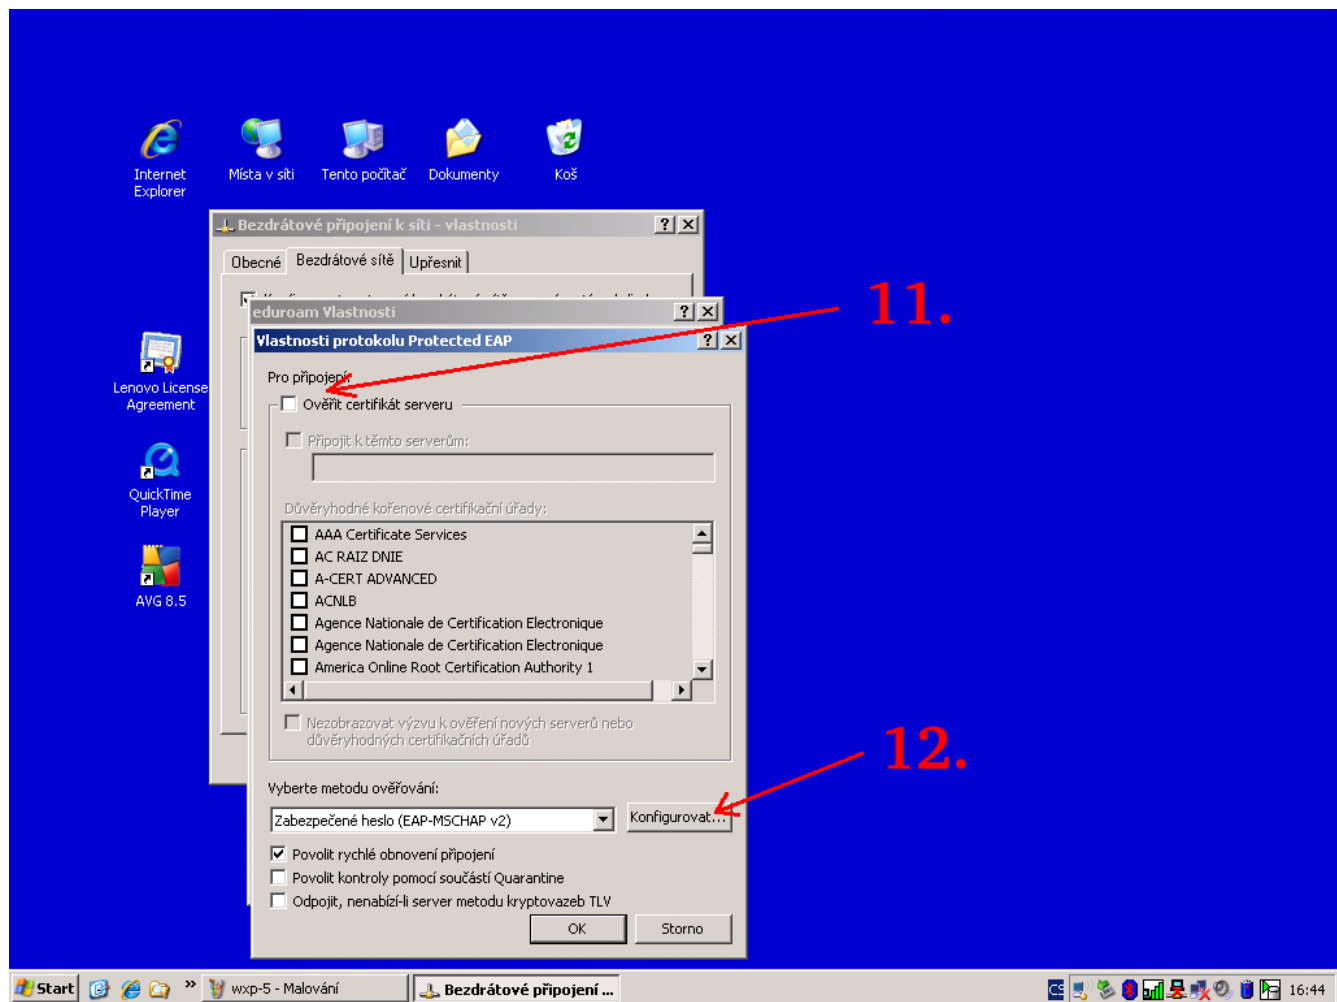 Internet
Explorer
Místa v síti
Tento počítač
Dokumenty
Koš
Bezdrátové připojení k síti - vlastnosti
Obecné
Bezdrátové sítě
Upřesnit
eduroam Vlastnosti
11.
Vlastnosti protokolu Protected EAP
Pro připojení:
Ověřit certifikát serveru
Připojit k těmto serverům:
Důvěryhodné kořenové certifikační úřady:
AAA Certificate Services
AC RAIZ DNIE
A-CERT ADVANCED
ACNLB
Agence Nationale de Certification Electronique
Agence Nationale de Certification Electronique
America Online Root Certification Authority 1
Nezobrazovat výzvu k ověření nových serverů nebo
důvěryhodných certifikačních úřadů
12.
Vyberte metodu ověřování:
Zabezpečené heslo (EAP-MSCHAP v2)
Konfigurovat...
Povolit rychlé obnovení připojení
Povolit kontroly pomocí součástí Quarantine
Odpojit, nenabízí-li server metodu kryptovazeb TLV
OK
Storno
Lenovo License
Agreement
QuickTime
Player
AVG 8.5
Start
»
wxp-5 - Malování
Bezdrátové připojení ...
CS
16:44